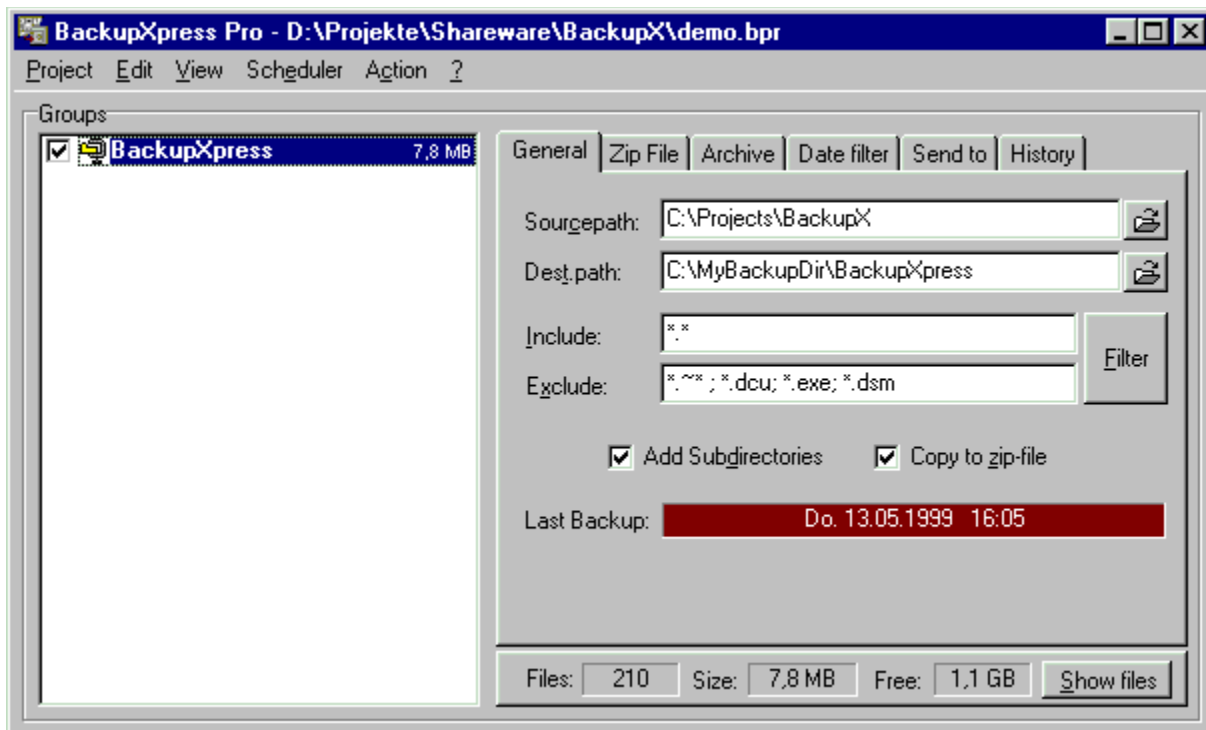 BackupXpress Pro - D:\Projekte\Shareware\BackupX\demo.bpr
Project Edit View Scheduler Action ?
Groups
BackupXpress 7,8 MB
General Zip File Archive Date filter Send to History
Sourcepath: C:\Projects\BackupX
Dest.path: C:\MyBackupDir\BackupXpress
Include: *.*
Filter
Exclude: *.~* ; *.dcu; *.exe; *.dsm
Add Subdirectories Copy to zip-file
Last Backup: Do. 13.05.1999 16:05
Files: 210 Size: 7,8 MB Free: 1,1 GB Show files